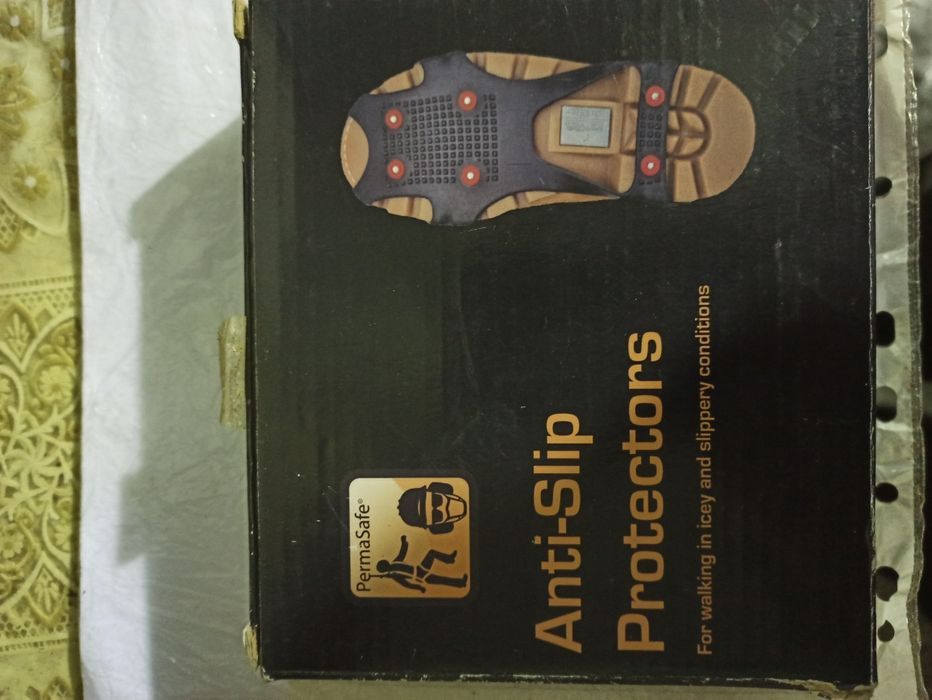 PermaSafe®
Anti-Slip
Protectors
For walking in icey and slippery conditions